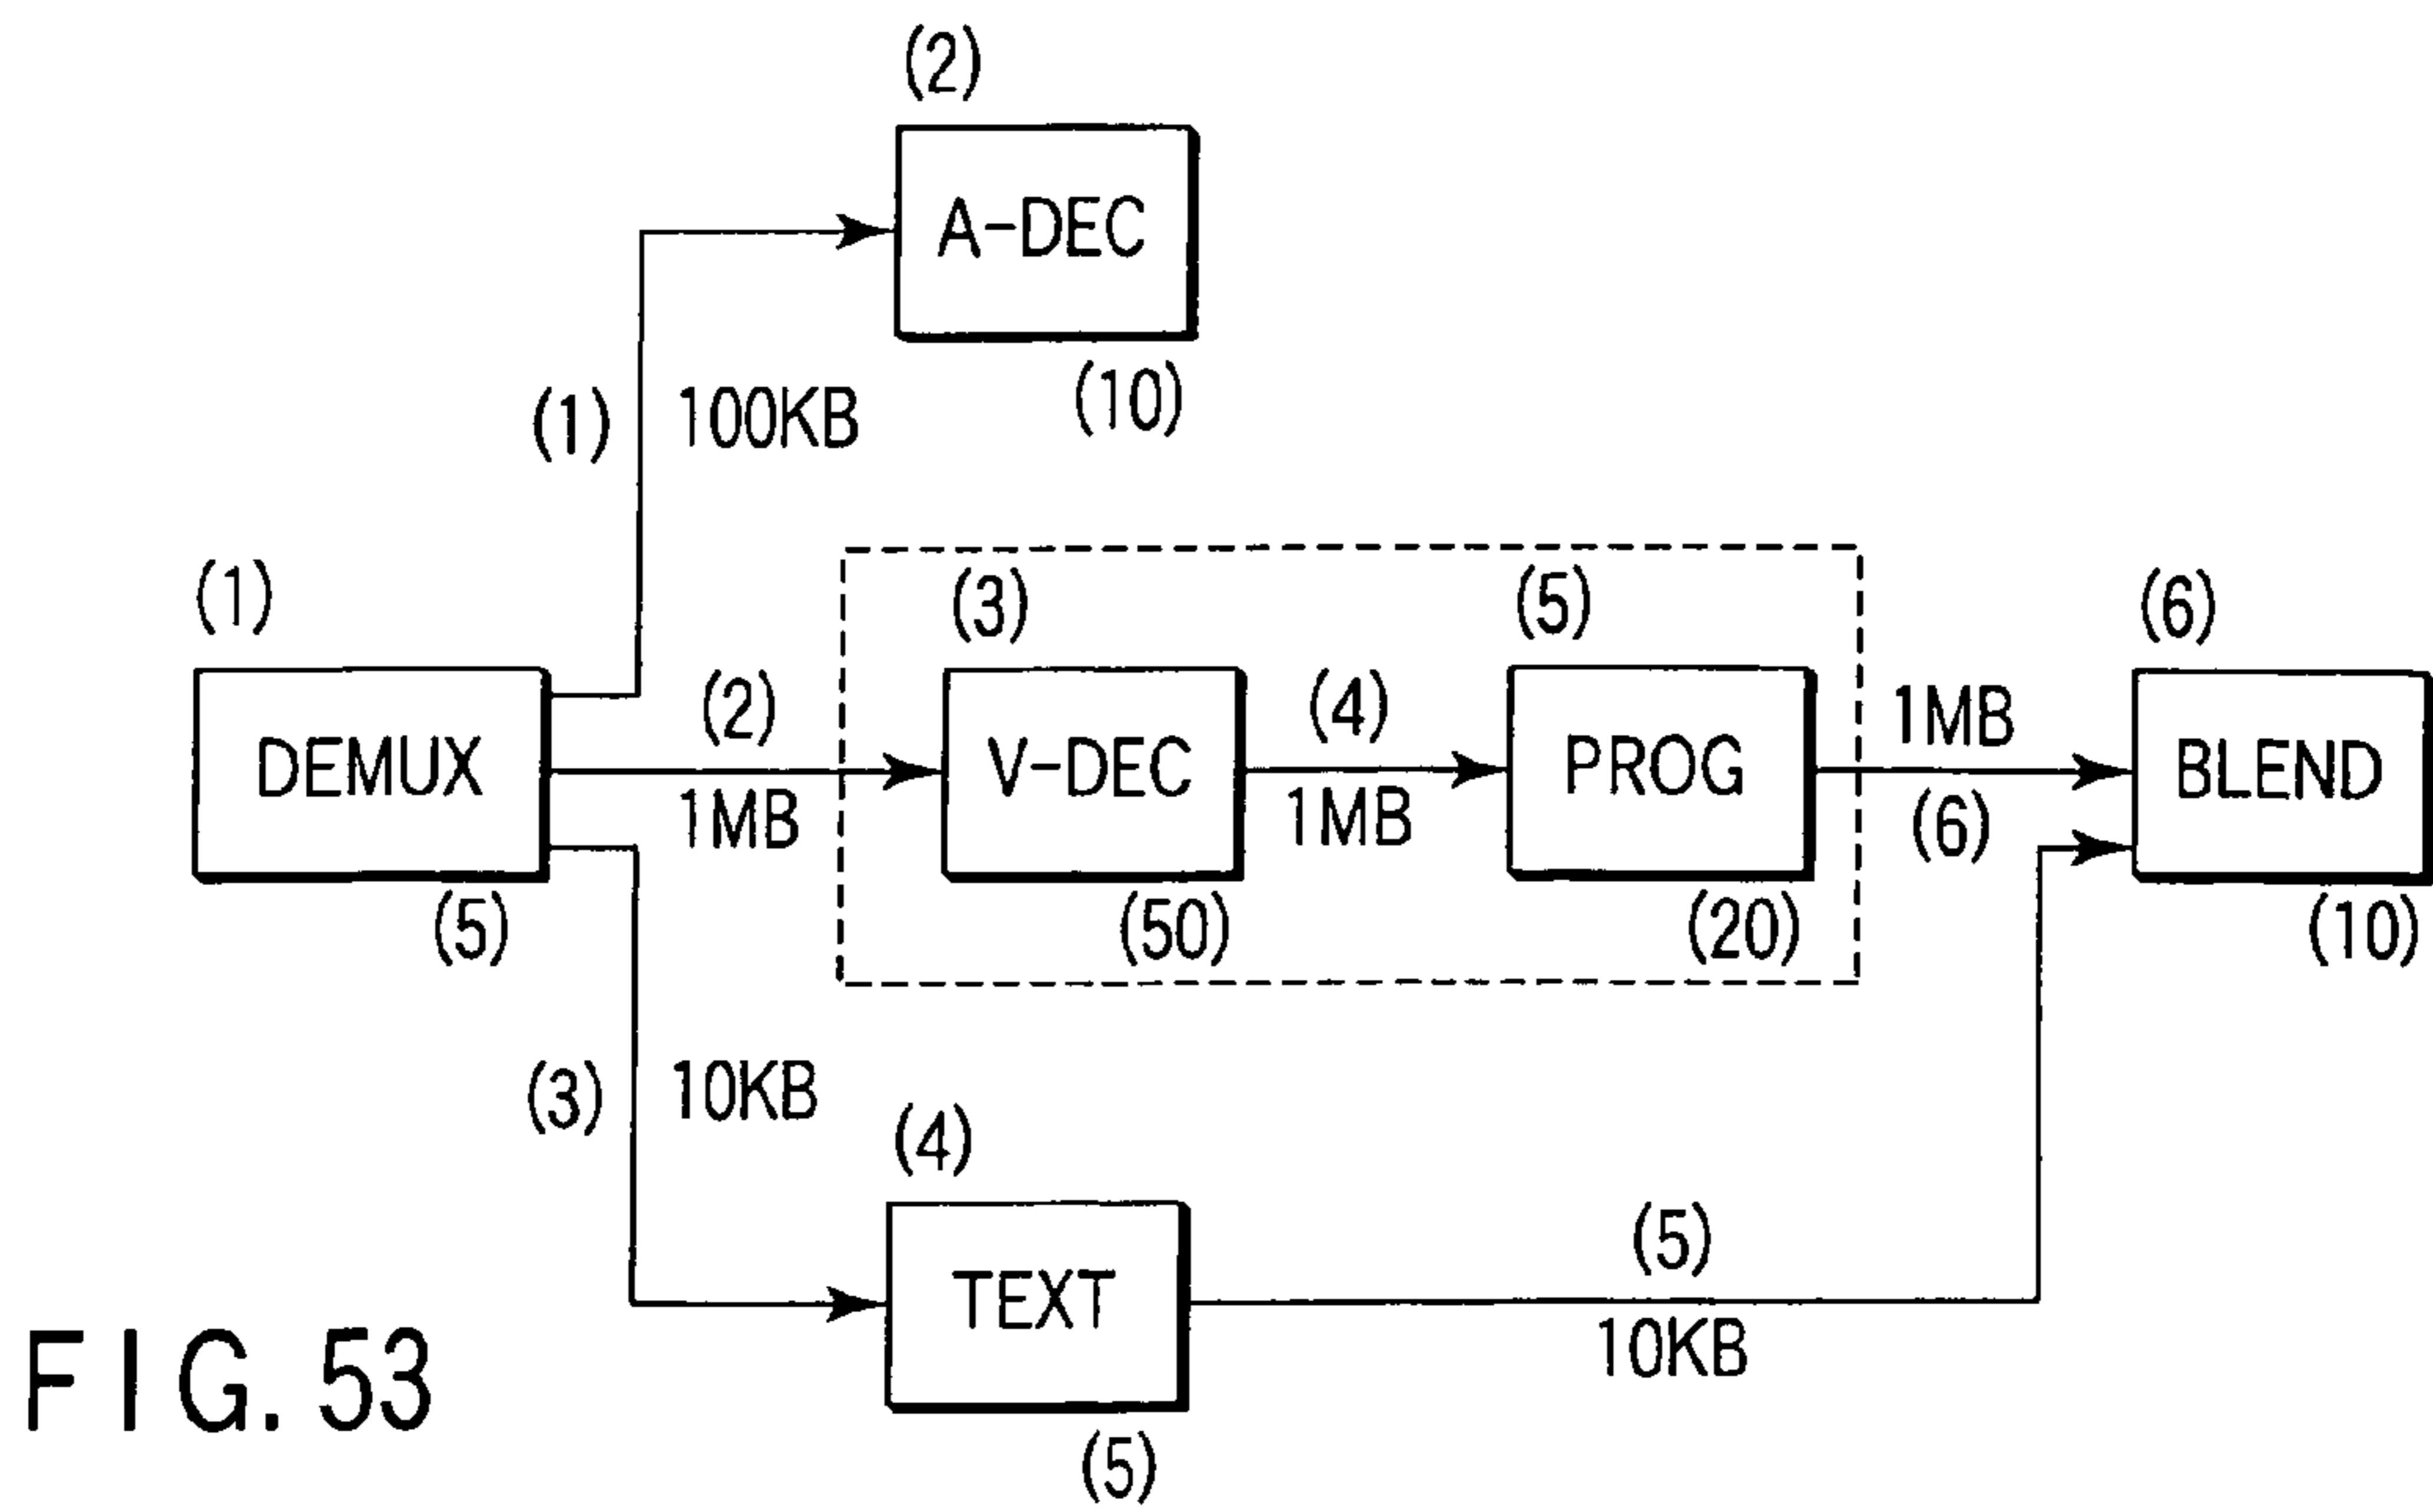 (2)
A-DEC
(10)
(1) 100KB
(1)
DEMUX
(5)
(2)
1MB
(3)
V-DEC
(50)
(4)
1MB
(5)
PROG
(20)
1MB
(6)
(6)
BLEND
(10)
(3) 10KB
(4)
TEXT
(5)
(5)
10KB
FIG. 53